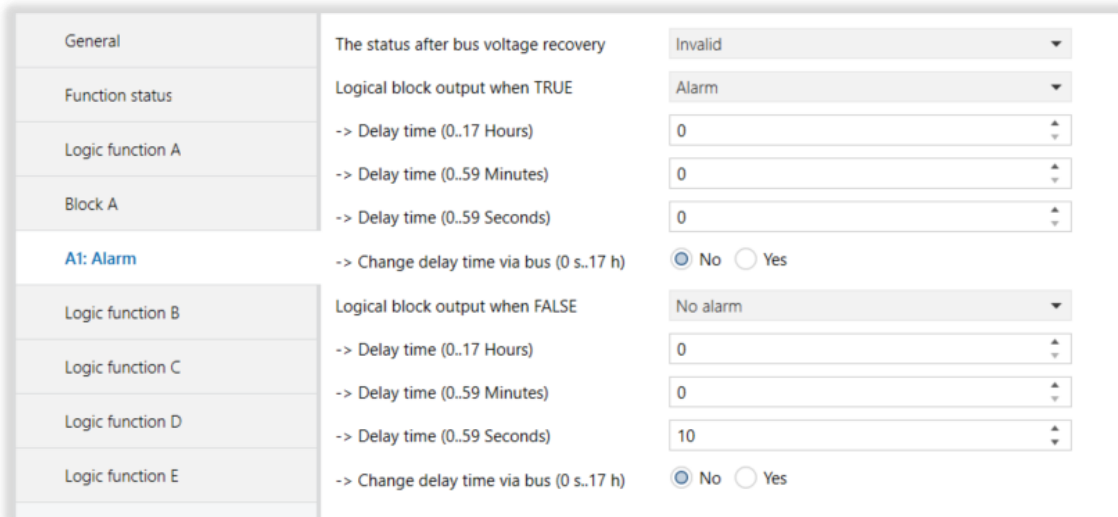 General
Function status
Logic function A
Block A
A1: Alarm
Logic function B
Logic function C
Logic function D
Logic function E
The status after bus voltage recovery Invalid
Logical block output when TRUE Alarm
-> Delay time (0..17 Hours) 0
-> Delay time (0..59 Minutes) 0
-> Delay time (0..59 Seconds) 0
-> Change delay time via bus (0 s..17 h) No Yes
Logical block output when FALSE No alarm
-> Delay time (0..17 Hours) 0
-> Delay time (0..59 Minutes) 0
-> Delay time (0..59 Seconds) 10
-> Change delay time via bus (0 s..17 h) No Yes